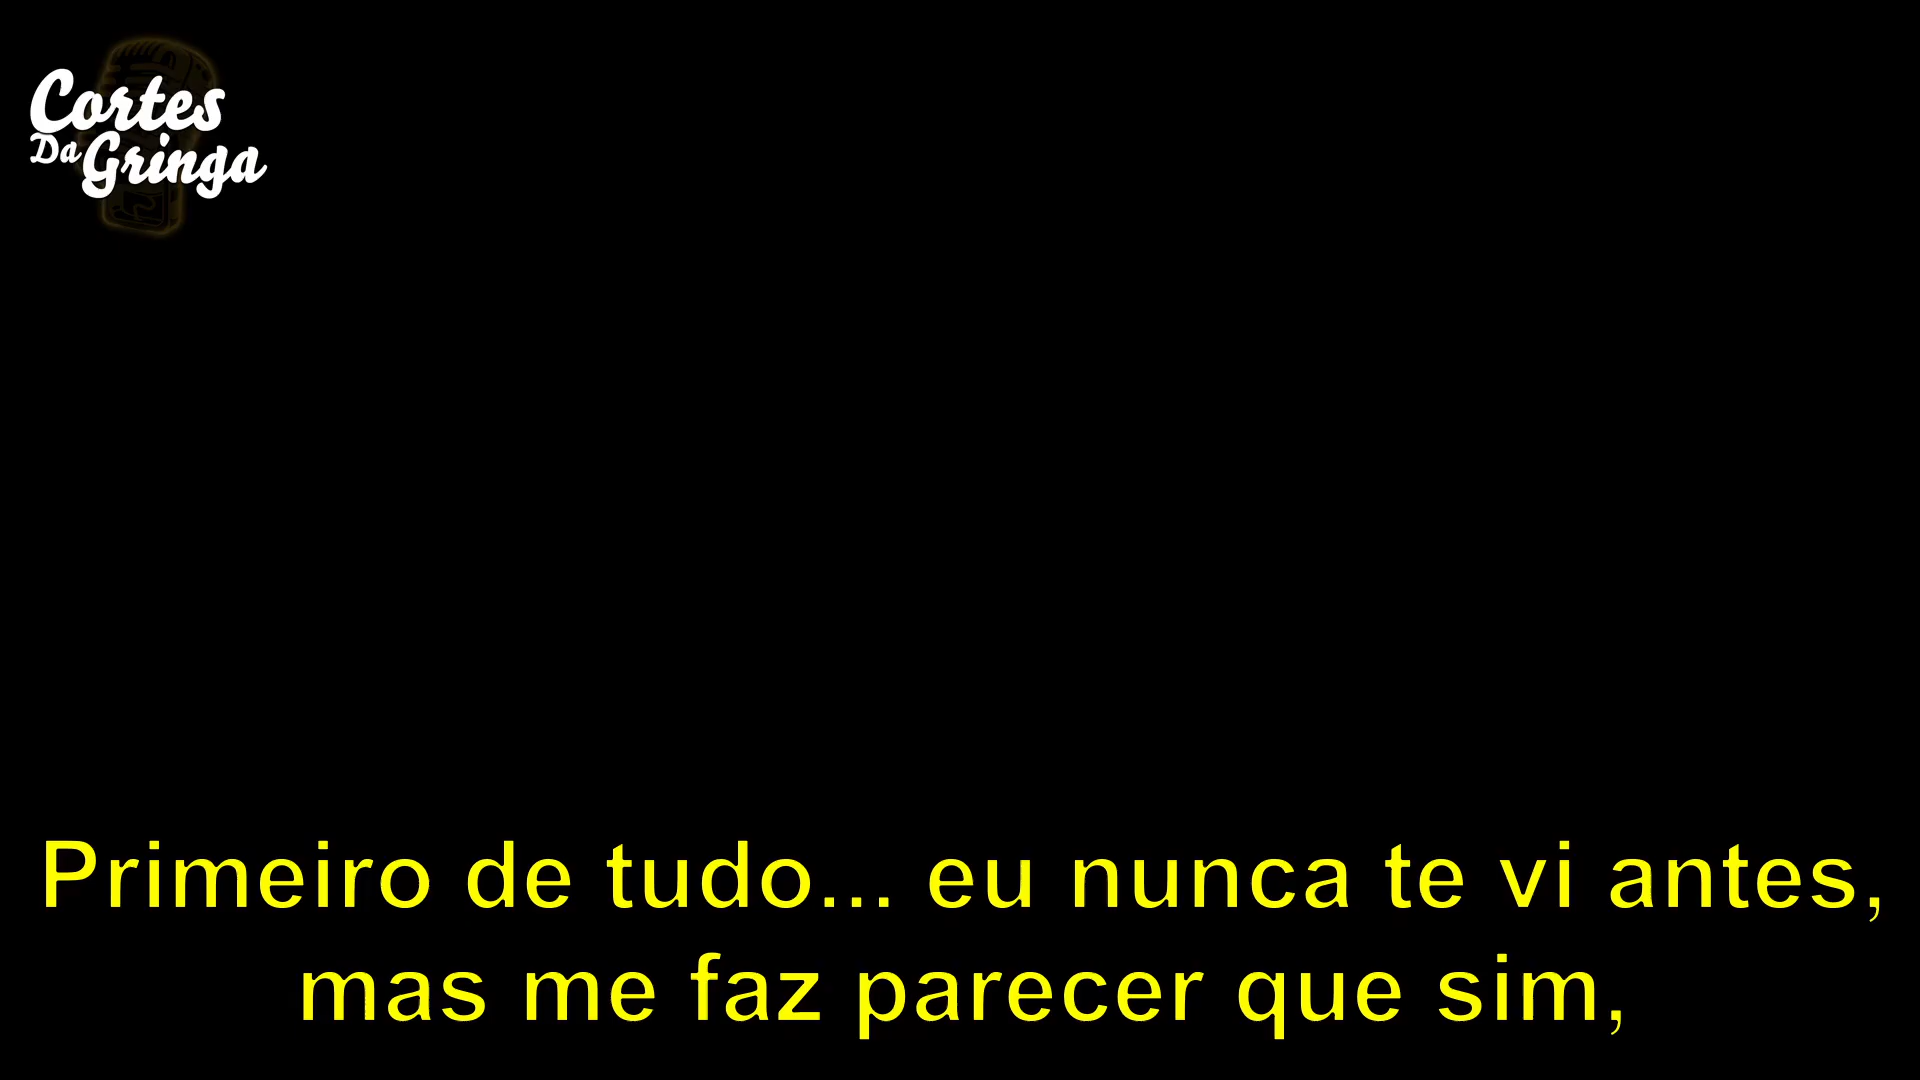 Cortes
Da Gringa
Primeiro de tudo... eu nunca te vi antes,
mas me faz parecer que sim,